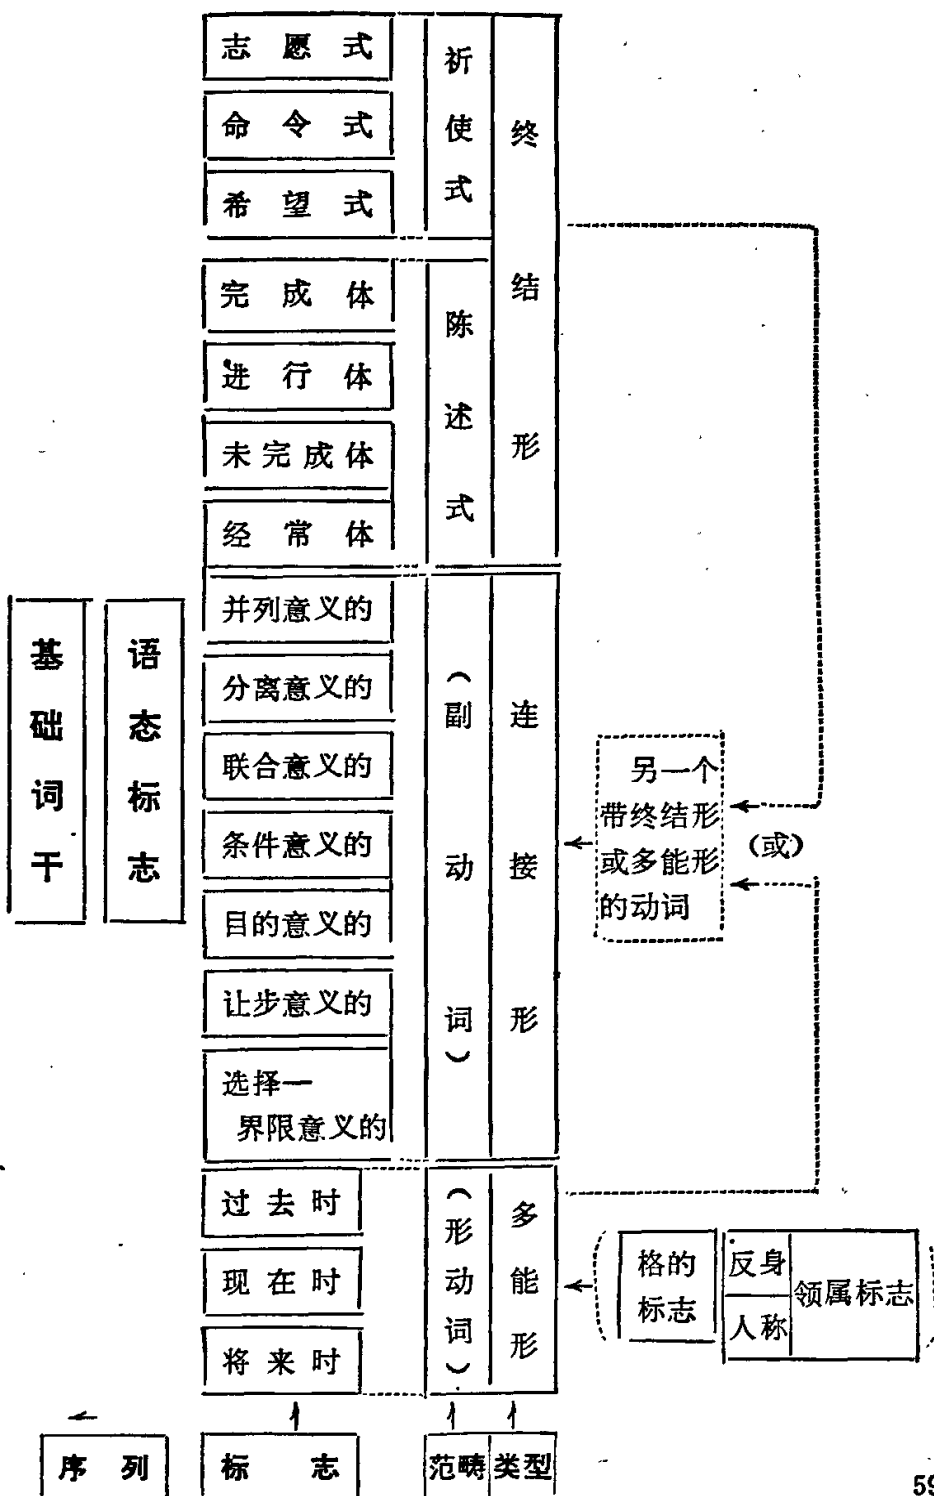 志愿式
命令式
希望式
祈使式
完成体
进行体
未完成体
经常体
陈述式
终结形
基础词干
语态标志
并列意义的
分离意义的
联合意义的
条件意义的
目的意义的
让步意义的
选择—
界限意义的
(副动词)
连接形
另一个
带终结形
或多能形
的动词
(或)
过去时
现在时
将来时
(形动词)
多能形
格的
标志
反身
人称
领属标志
序列
标志
范畴
类型
59